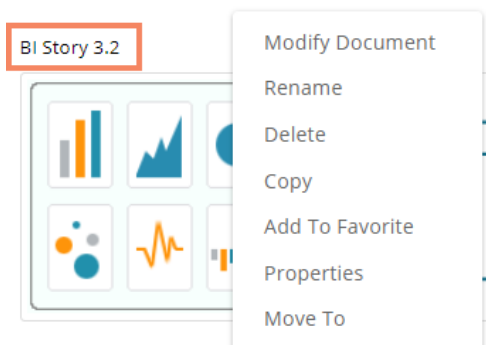 BI Story 3.2
Modify Document
Rename
Delete
Copy
Add To Favorite
Properties
Move To